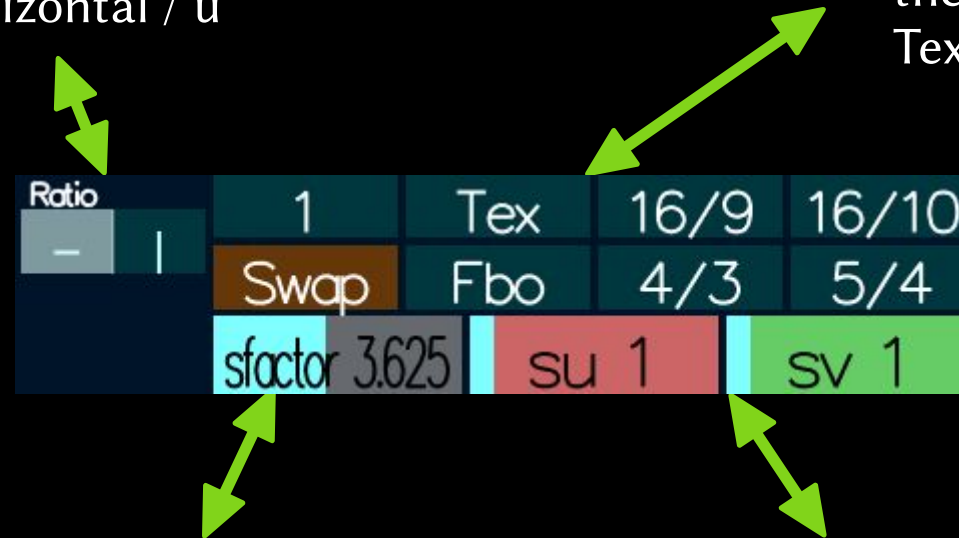 izontal / u
Tex
Ratio
1 Tex 16/9 16/10
– |
Swap Fbo 4/3 5/4
sfactor 3.625 su 1 sv 1